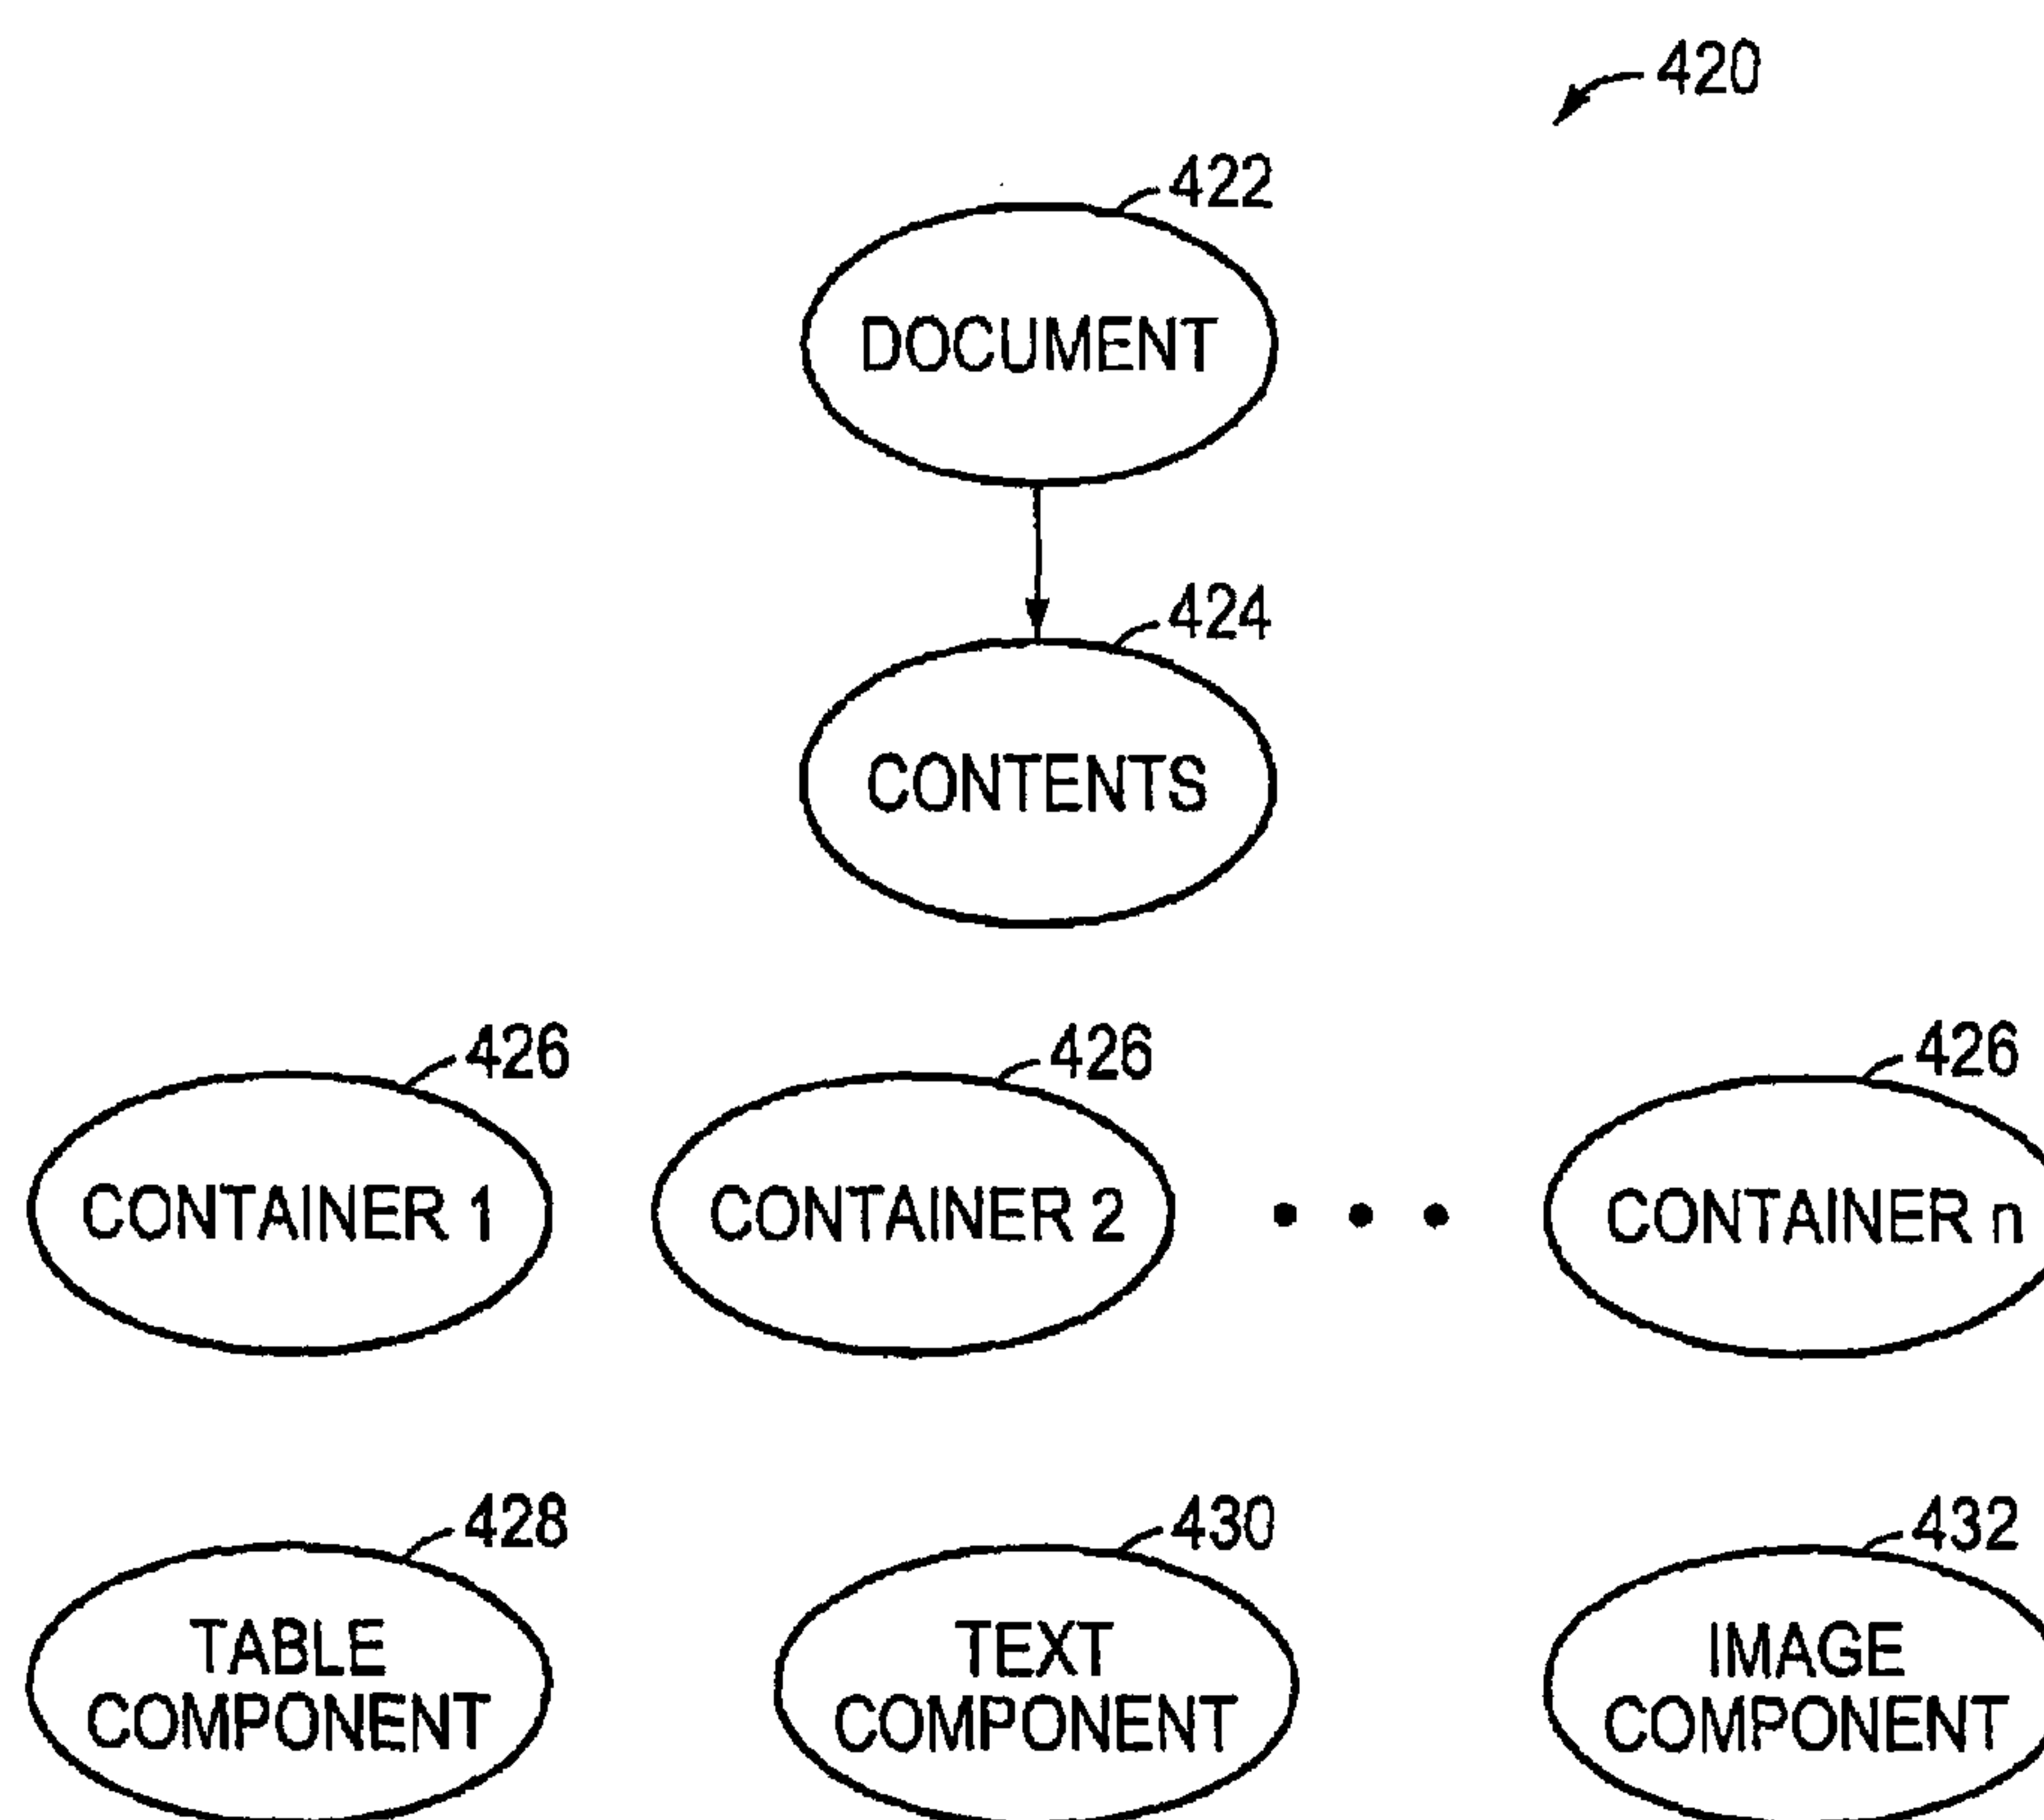 420
422
DOCUMENT
424
CONTENTS
426 426 426
CONTAINER 1 CONTAINER 2 • • • CONTAINER n
428 430 432
TABLE COMPONENT
TEXT COMPONENT
IMAGE COMPONENT